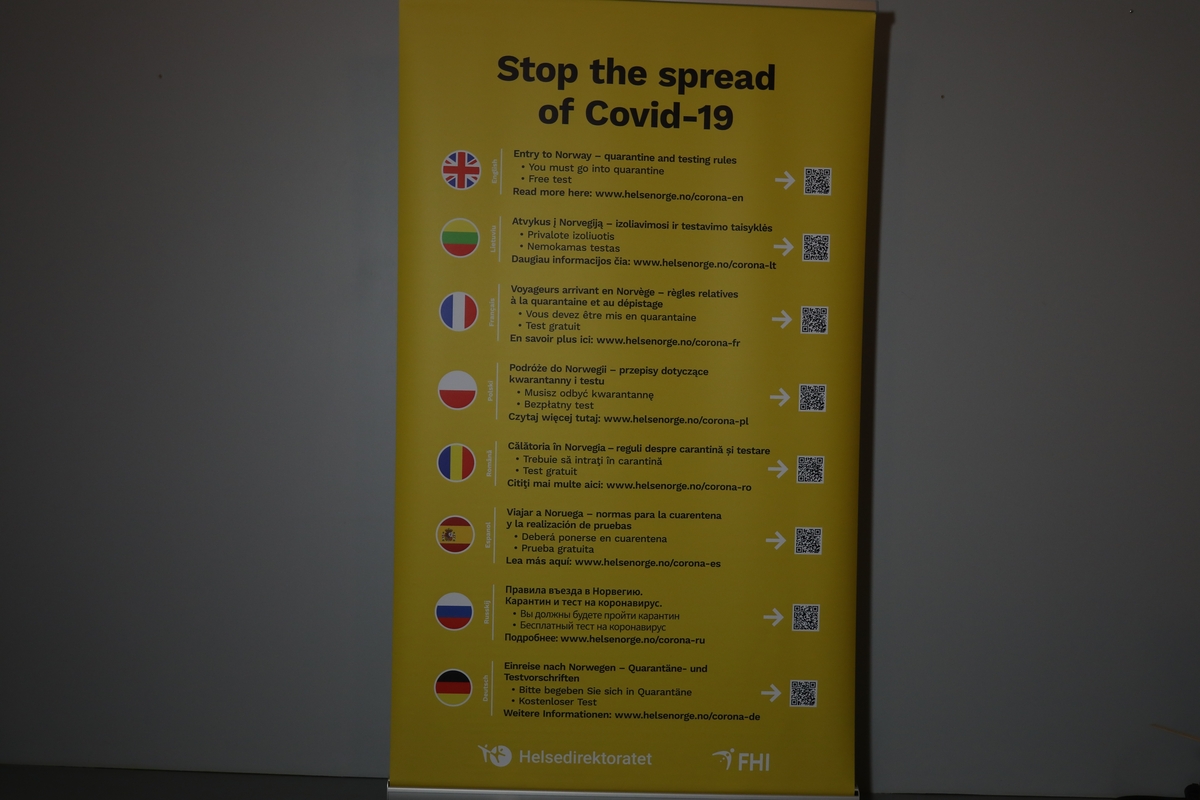 Stop the spread
of Covid-19
English
Entry to Norway – quarantine and testing rules
• You must go into quarantine
• Free test
Read more here: www.helsenorge.no/corona-en
Lietuvių
Atvykus į Norvegiją – izoliavimosi ir testavimo taisyklės
• Privalote izoliuotis
• Nemokamas testas
Daugiau informacijos čia: www.helsenorge.no/corona-lt
Français
Voyageurs arrivant en Norvège – règles relatives
à la quarantaine et au dépistage
• Vous devez être mis en quarantaine
• Test gratuit
En savoir plus ici: www.helsenorge.no/corona-fr
Polski
Podróże do Norwegii – przepisy dotyczące
kwarantanny i testu
• Musisz odbyć kwarantannę
• Bezpłatny test
Czytaj więcej tutaj: www.helsenorge.no/corona-pl
Română
Călătoria în Norvegia – reguli despre carantină și testare
• Trebuie să intrați în carantină
• Test gratuit
Citiți mai multe aici: www.helsenorge.no/corona-ro
Español
Viajar a Noruega – normas para la cuarentena
y la realización de pruebas
• Deberá ponerse en cuarentena
• Prueba gratuita
Lea más aquí: www.helsenorge.no/corona-es
Russkij
Правила въезда в Норвегию.
Карантин и тест на коронавирус.
• Вы должны будете пройти карантин
• Бесплатный тест на коронавирус
Подробнее: www.helsenorge.no/corona-ru
Deutsch
Einreise nach Norwegen – Quarantäne- und
Testvorschriften
• Bitte begeben Sie sich in Quarantäne
• Kostenloser Test
Weitere Informationen: www.helsenorge.no/corona-de
Helsedirektoratet
FHI